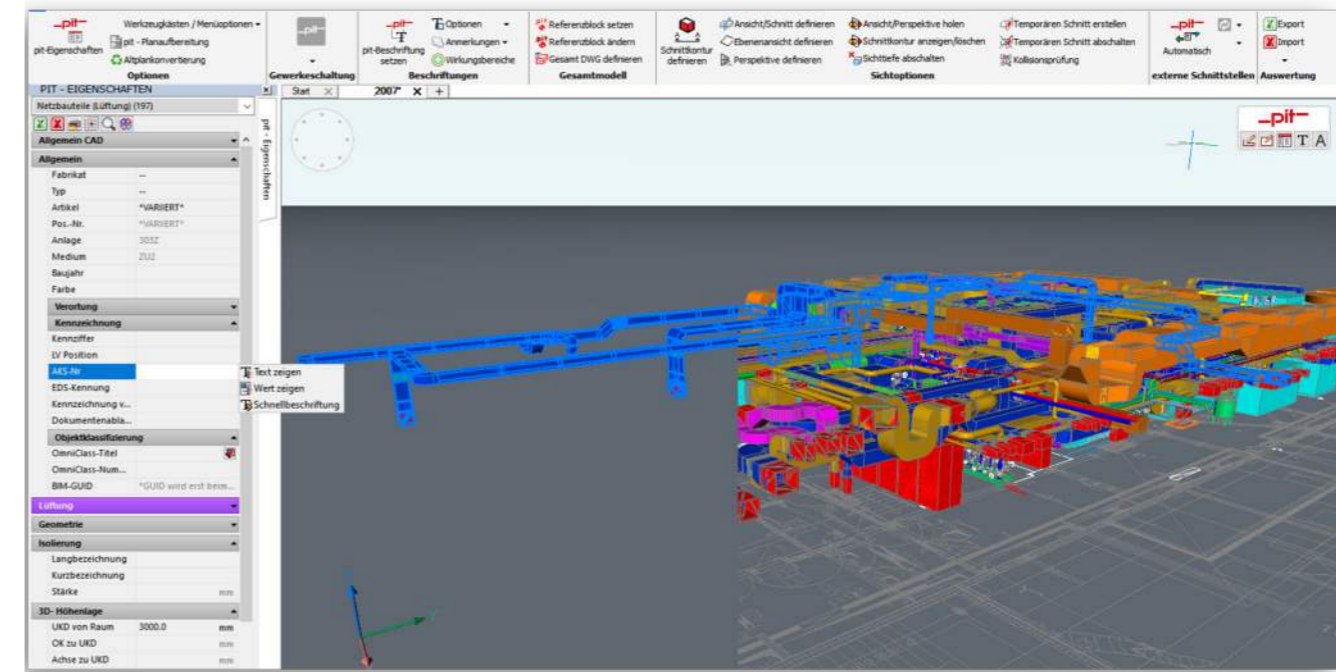 -pit-
pit-Eigenschaften
Werkzeugkästen / Menüoptionen
pit - Planaufbereitung
Altplankonvertierung
Optionen
-pit-
Gewerkeschaltung
-pit-
pit-Beschriftung
setzen
Optionen
Anmerkungen
Wirkungsbereiche
Beschriftungen
Referenzblock setzen
Referenzblock ändern
Gesamt DWG definieren
Gesamtmodell
Schnittkontur
definieren
Ansicht/Schnitt definieren
Ebenenansicht definieren
Perspektive definieren
Ansicht/Perspektive holen
Schnittkontur anzeigen/löschen
Sichttiefe abschalten
Temporären Schnitt erstellen
Temporären Schnitt abschalten
Kollisionsprüfung
Sichtoptionen
-pit-
Automatisch
externe Schnittstellen
Export
Import
Auswertung
PIT - EIGENSCHAFTEN
Start
2007*
Netzbauteile (Lüftung) (197)
pit - Eigenschaften
-pit-
T A
Allgemein CAD
Allgemein
Fabrikat --
Typ --
Artikel *VARIIERT*
Pos.-Nr. *VARIIERT*
Anlage 303Z
Medium ZU2
Baujahr
Farbe
Verortung
Kennzeichnung
Kennziffer
LV Position
AKS-Nr
Text zeigen
EDS-Kennung
Wert zeigen
Kennzeichnung v...
Schnellbeschriftung
Dokumentenabla...
Objektklassifizierung
OmniClass-Titel
OmniClass-Num...
BIM-GUID *GUID wird erst beim...
Lüftung
Geometrie
Isolierung
Langbezeichnung
Kurzbezeichnung
Stärke mm
3D- Höhenlage
UKD von Raum 3000.0 mm
OK zu UKD mm
Achse zu UKD mm